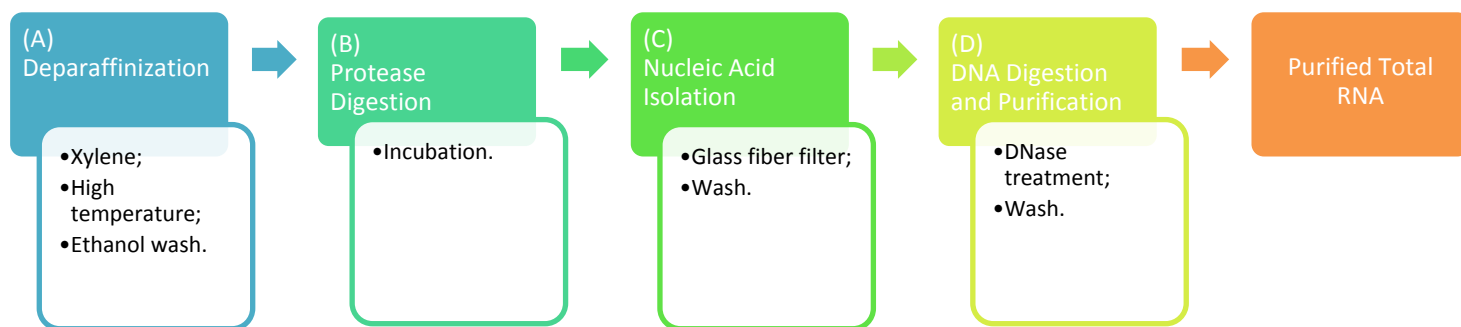 (A)
Deparaffinization
•Xylene;
•High
temperature;
•Ethanol wash.
(B)
Protease
Digestion
•Incubation.
(C)
Nucleic Acid
Isolation
•Glass fiber filter;
•Wash.
(D)
DNA Digestion
and Purification
•DNase
treatment;
•Wash.
Purified Total
RNA